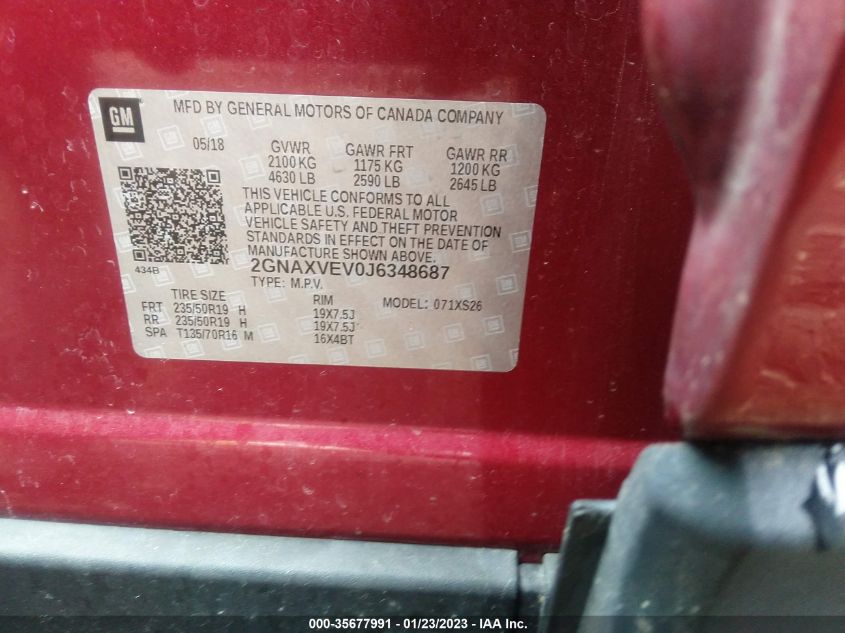 GM
MFD BY GENERAL MOTORS OF CANADA COMPANY
05/18 GVWR GAWR FRT GAWR RR
2100 KG 1175 KG 1200 KG
4630 LB 2590 LB 2645 LB
THIS VEHICLE CONFORMS TO ALL
APPLICABLE U.S. FEDERAL MOTOR
VEHICLE SAFETY AND THEFT PREVENTION
STANDARDS IN EFFECT ON THE DATE OF
MANUFACTURE SHOWN ABOVE.
434B 2GNAXVEV0J6348687
TYPE: M.P.V.
TIRE SIZE RIM MODEL: 071XS26
FRT 235/50R19 H 19X7.5J
RR 235/50R19 H 19X7.5J
SPA T135/70R16 M 16X4BT
000-35677991 - 01/23/2023 - IAA Inc.